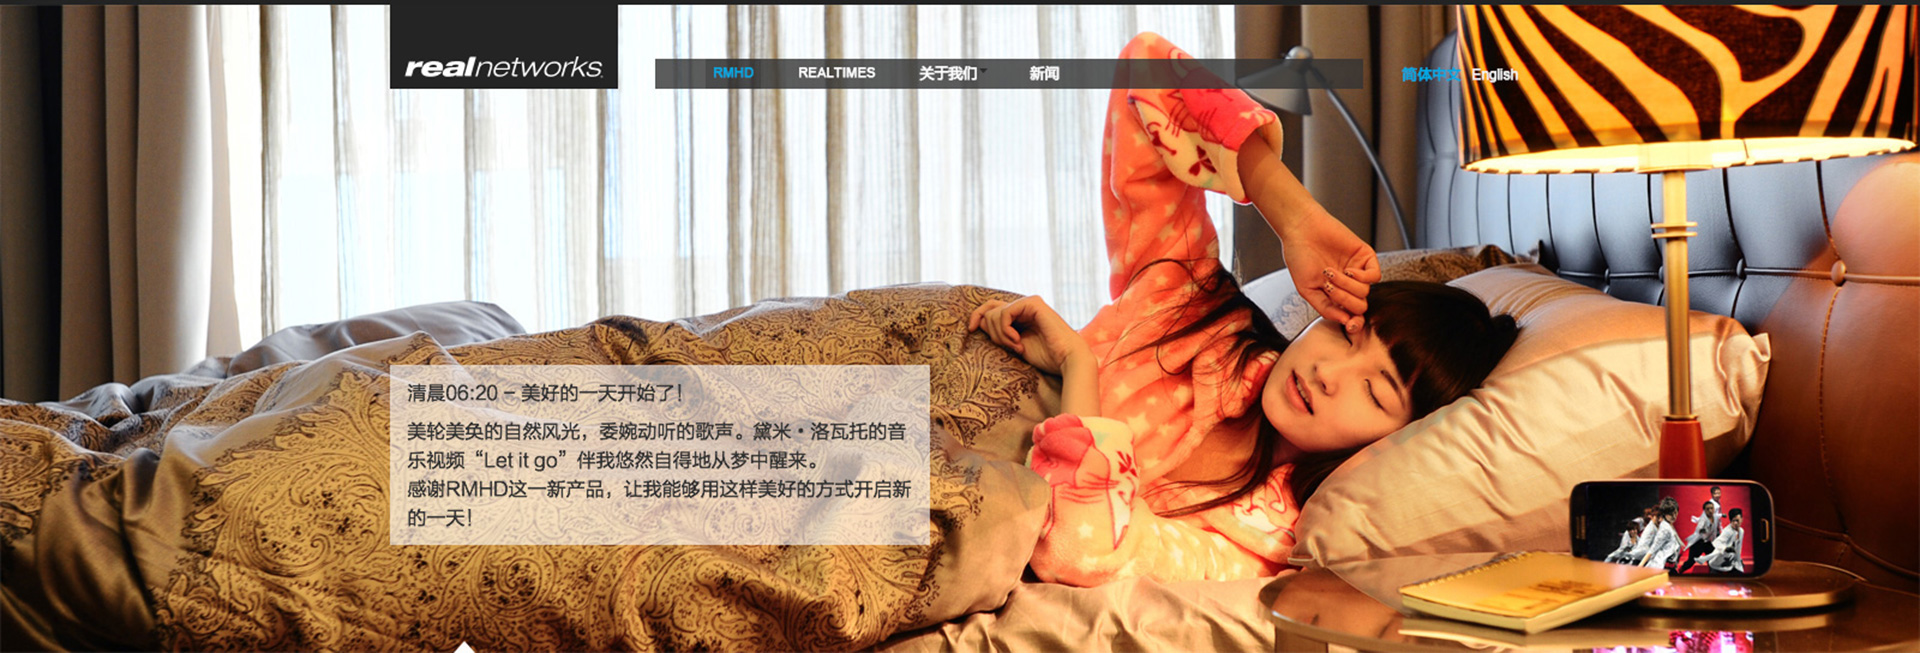 realnetworks
RMHD REALTIMES 关于我们 新闻
简体中文 English
清晨06:20 – 美好的一天开始了！
美轮美奂的自然风光，委婉动听的歌声。黛米·洛瓦托的音
乐视频“Let it go”伴我悠然自得地从梦中醒来。
感谢RMHD这一新产品，让我能够用这样美好的方式开启新
的一天！